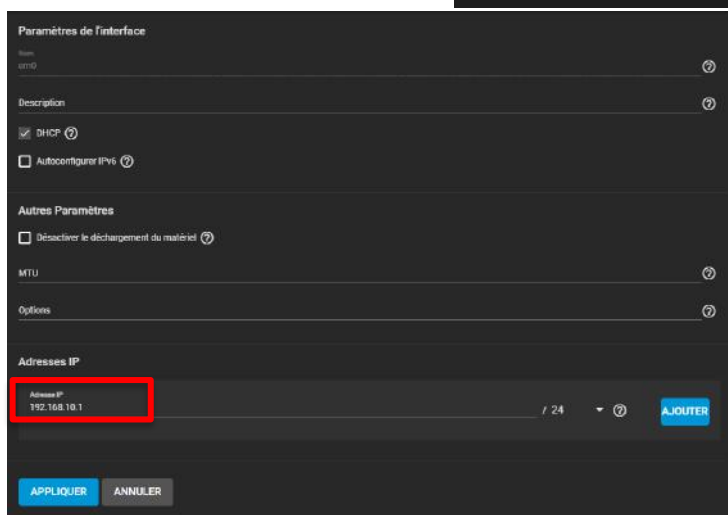 Paramètres de l'interface
Nom
em0
Description
DHCP
Autoconfigurer IPv6
Autres Paramètres
Désactiver le déchargement du matériel
MTU
Options
Adresses IP
Adresse IP
192.168.10.1 / 24 AJOUTER
APPLIQUER ANNULER